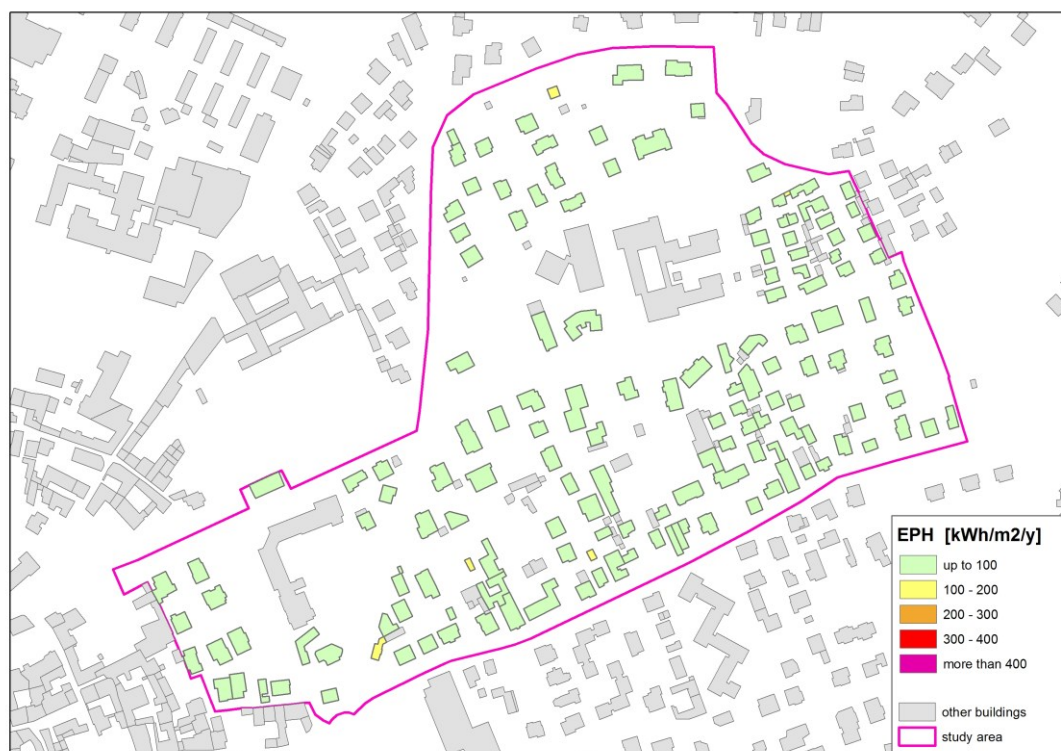 EPH [kWh/m2/y]
up to 100
100 - 200
200 - 300
300 - 400
more than 400
other buildings
study area